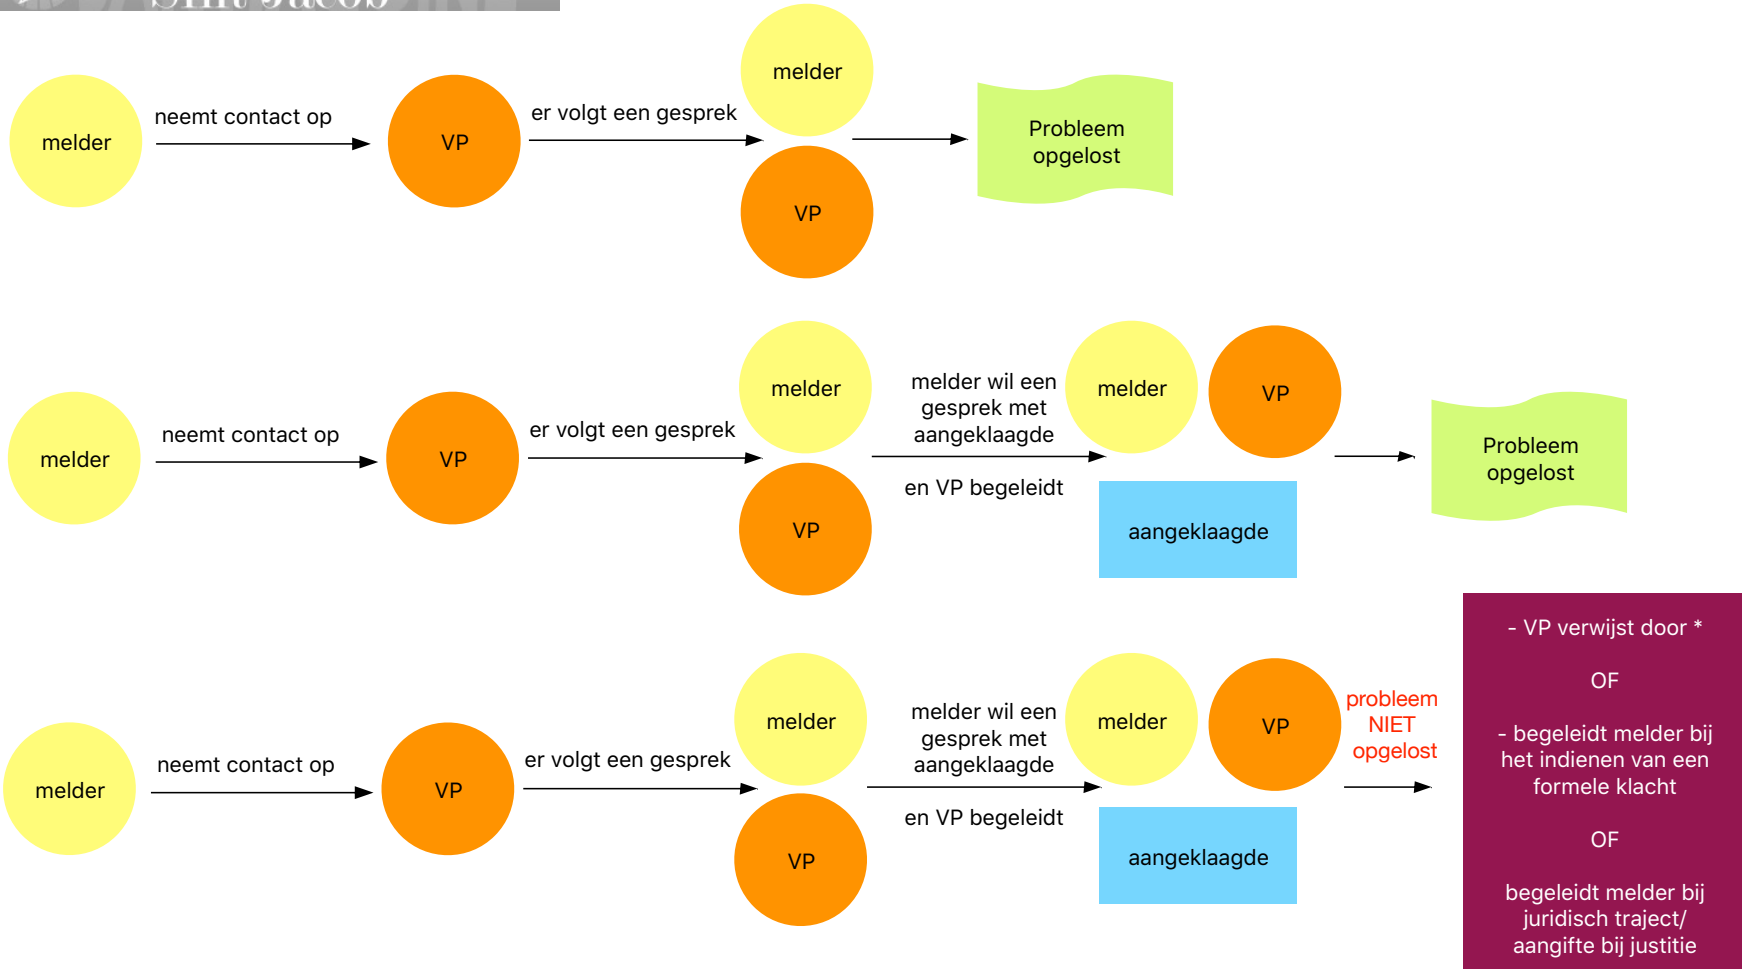 Sint Jacob
melder
neemt contact op
VP
er volgt een gesprek
melder
VP
Probleem
opgelost
melder
neemt contact op
VP
er volgt een gesprek
melder
VP
melder wil een
gesprek met
aangeklaagde
en VP begeleidt
melder
VP
aangeklaagde
Probleem
opgelost
melder
neemt contact op
VP
er volgt een gesprek
melder
VP
melder wil een
gesprek met
aangeklaagde
en VP begeleidt
melder
VP
aangeklaagde
probleem
NIET
opgelost
- VP verwijst door *
OF
- begeleidt melder bij
het indienen van een
formele klacht
OF
begeleidt melder bij
juridisch traject/
aangifte bij justitie